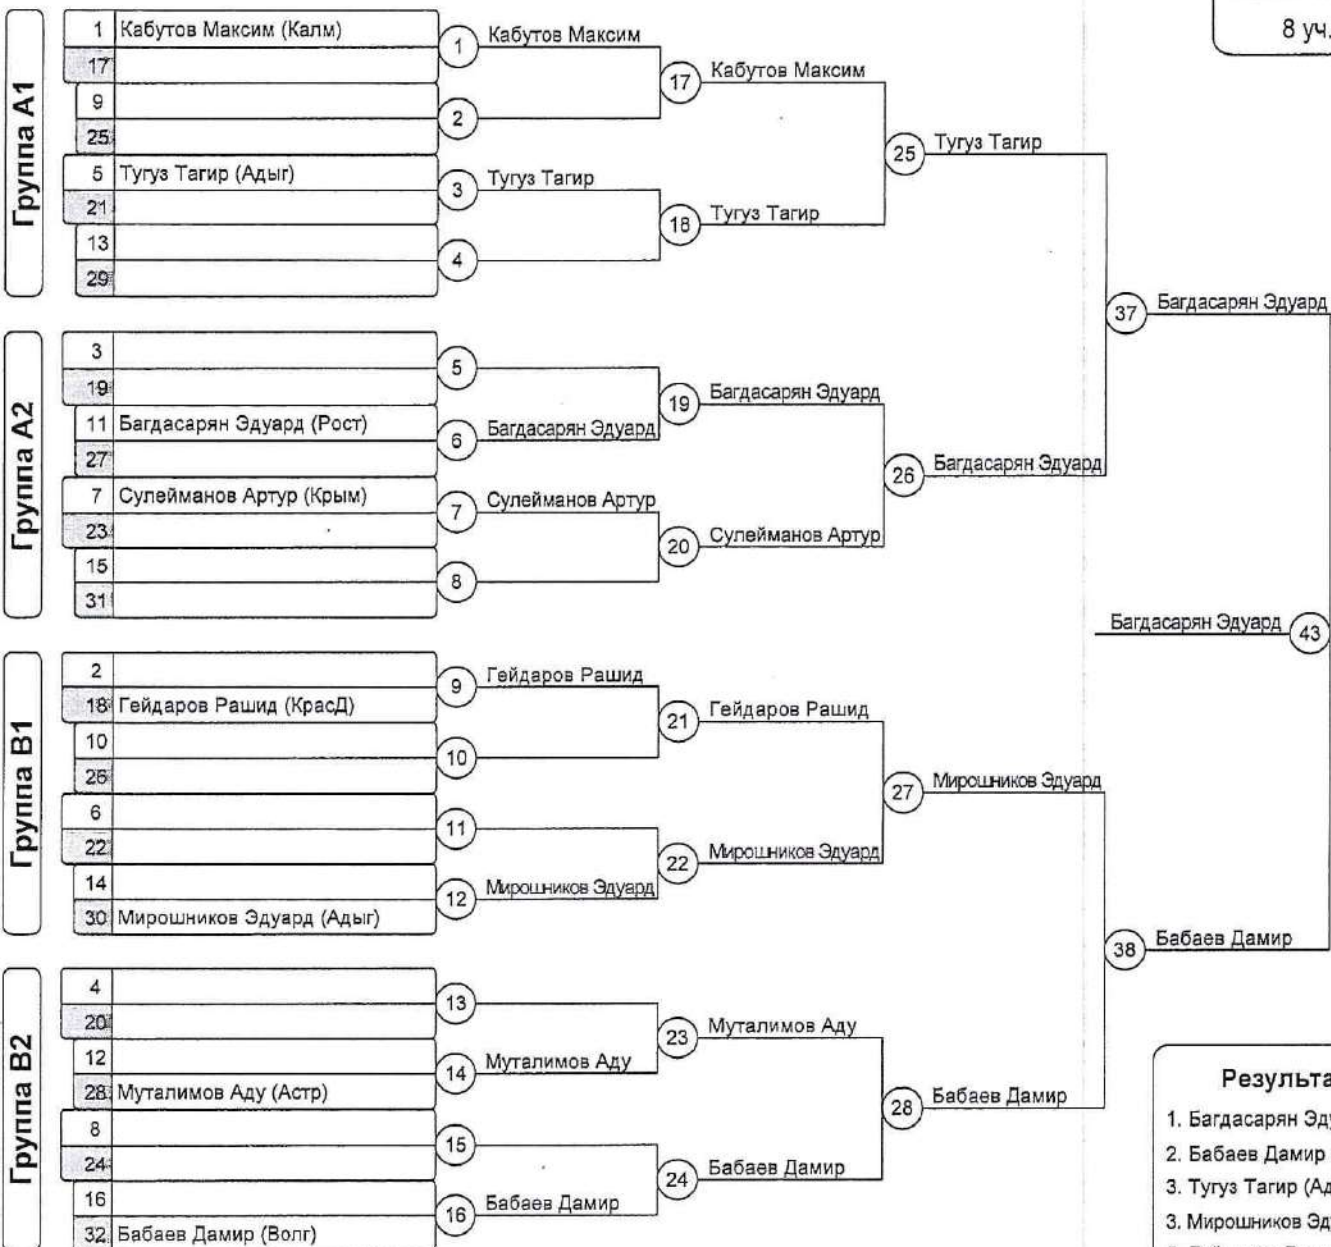 8 уч.
Группа А1
1 Кабутов Максим (Калм)
17
9
25
5 Тугуз Тагир (Адыг)
21
13
29
1 Кабутов Максим
2
3 Тугуз Тагир
4
17 Кабутов Максим
18 Тугуз Тагир
25 Тугуз Тагир
Группа А2
3
19
11 Багдасарян Эдуард (Рост)
27
7 Сулейманов Артур (Крым)
23
15
31
5
6 Багдасарян Эдуард
7 Сулейманов Артур
8
19 Багдасарян Эдуард
20 Сулейманов Артур
26 Багдасарян Эдуард
37 Багдасарян Эдуард
Багдасарян Эдуард 43
Группа В1
2
18 Гейдаров Рашид (КрасД)
10
26
6
22
14
30 Мирошников Эдуард (Адыг)
9 Гейдаров Рашид
10
11
12 Мирошников Эдуард
21 Гейдаров Рашид
22 Мирошников Эдуард
27 Мирошников Эдуард
38 Бабаев Дамир
Группа В2
4
20
12
28 Муталимов Аду (Астр)
8
24
16
32 Бабаев Дамир (Волг)
13
14 Муталимов Аду
15
16 Бабаев Дамир
23 Муталимов Аду
24 Бабаев Дамир
28 Бабаев Дамир
Результа
1. Багдасарян Эду
2. Бабаев Дамир
3. Тугуз Тагир (Ад
3. Мирошников Эд